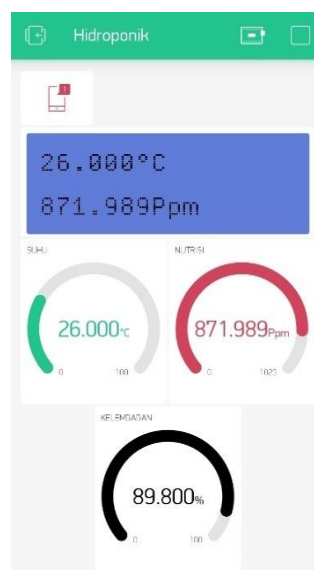 Hidroponik
26.000°C
871.989Ppm
SUHU
26.000°C
0 100
NUTRISI
871.989Ppm
0 1023
KELEMBABAN
89.800%
0 100